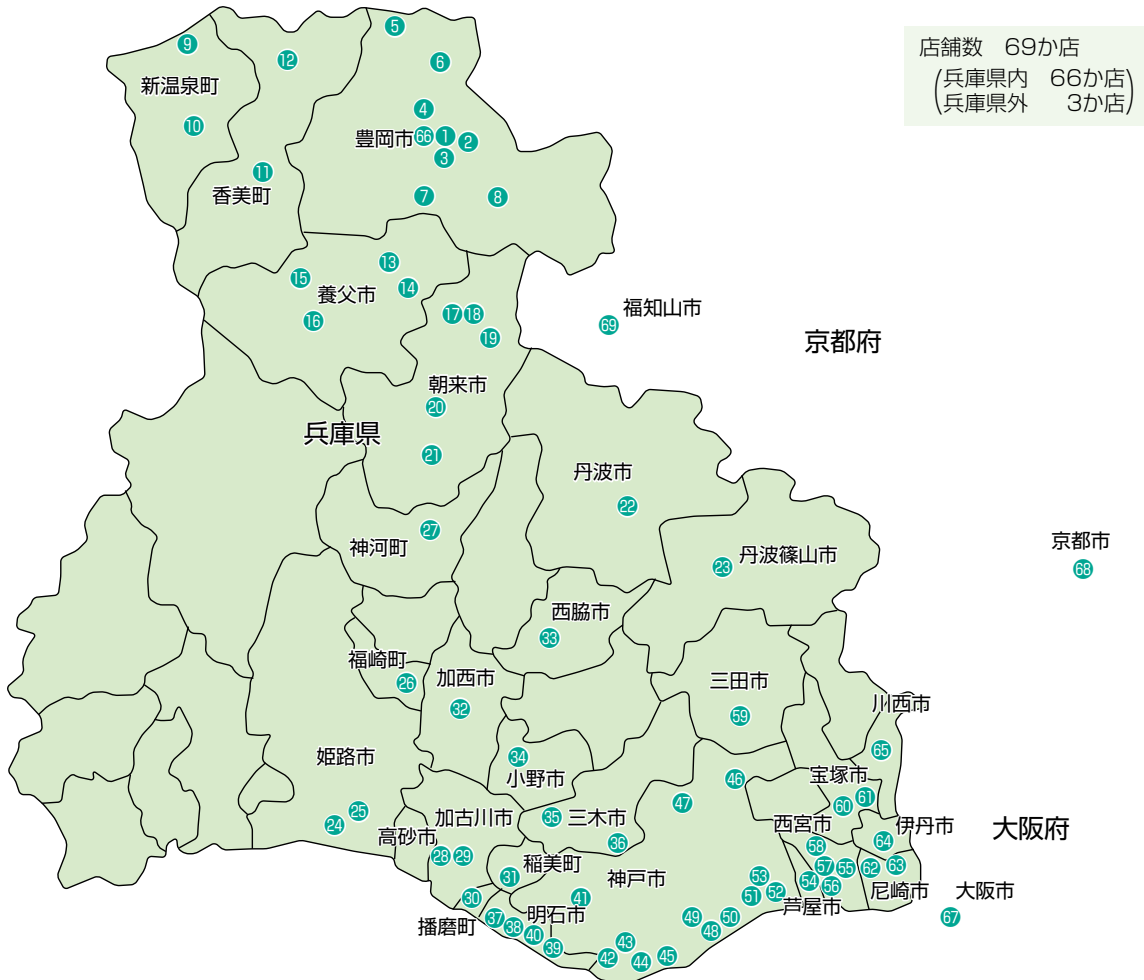 店舗数 69か店
(兵庫県内 66か店)
(兵庫県外 3か店)
5
9
12
6
新温泉町
4
10
豊岡市 66 1 2
3
11
香美町
7 8
13
15
14
養父市
16
17 18
福知山市
69
19
京都府
朝来市
20
兵庫県
21
丹波市
22
27
神河町
京都市
68
丹波篠山市
23
西脇市
33
福崎町
26
加西市
32
三田市
59
川西市
65
姫路市
34
小野市
46
宝塚市
61
60
47
25
24
加古川市
高砂市
28 29
35 三木市
36
西宮市
58
伊丹市
64
大阪府
稲美町
31
神戸市
57 55 62 63
54 56
53
51 52
芦屋市
尼崎市
大阪市
67
30
41
播磨町
37
38
明石市
40
39
49
48
50
43
42
44
45